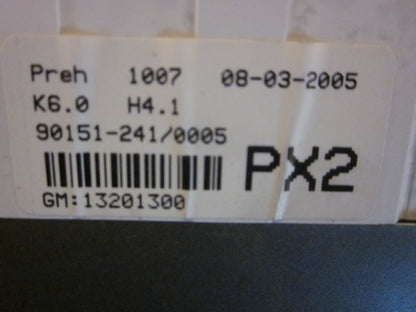 Preh 1007 08-03-2005
K6.0 H4.1
90151-241/0005
PX2
GM:13201300